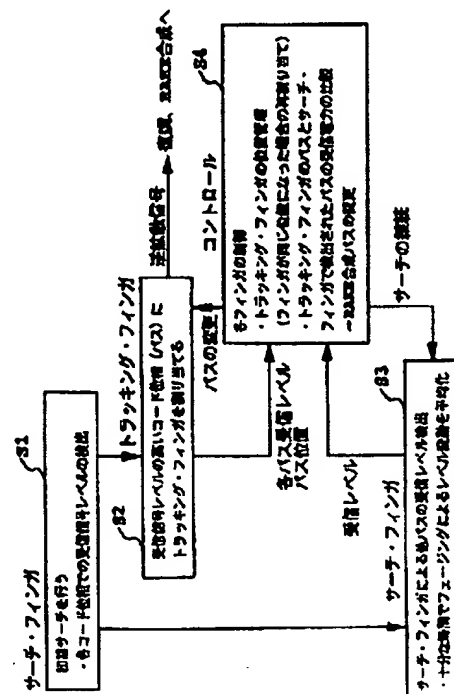 サーチ・フィンガ
S1
初期サーチを行う
・各コード位相での受信信号レベルの検出
トラッキング・フィンガ
S2
受信信号レベルの高いコード位相（パス）に
トラッキング・フィンガを割り当てる
逆拡散信号
復調、RAKE合成へ
パスの変更
各パス受信レベル
パス位置
コントロール
S4
各フィンガの制御
・トラッキング・フィンガの位置管理
（フィンガが同じ位置になった場合の再割り当て）
・トラッキング・フィンガのパスとサーチ・
フィンガで検出されたパスの受信電力の比較
→RAKE合成パスの変更
受信レベル
サーチの継続
サーチ・フィンガ
S3
サーチ・フィンガによる他パスの受信レベル検出
・十分な時間でフェージングによるレベル変動を平均化